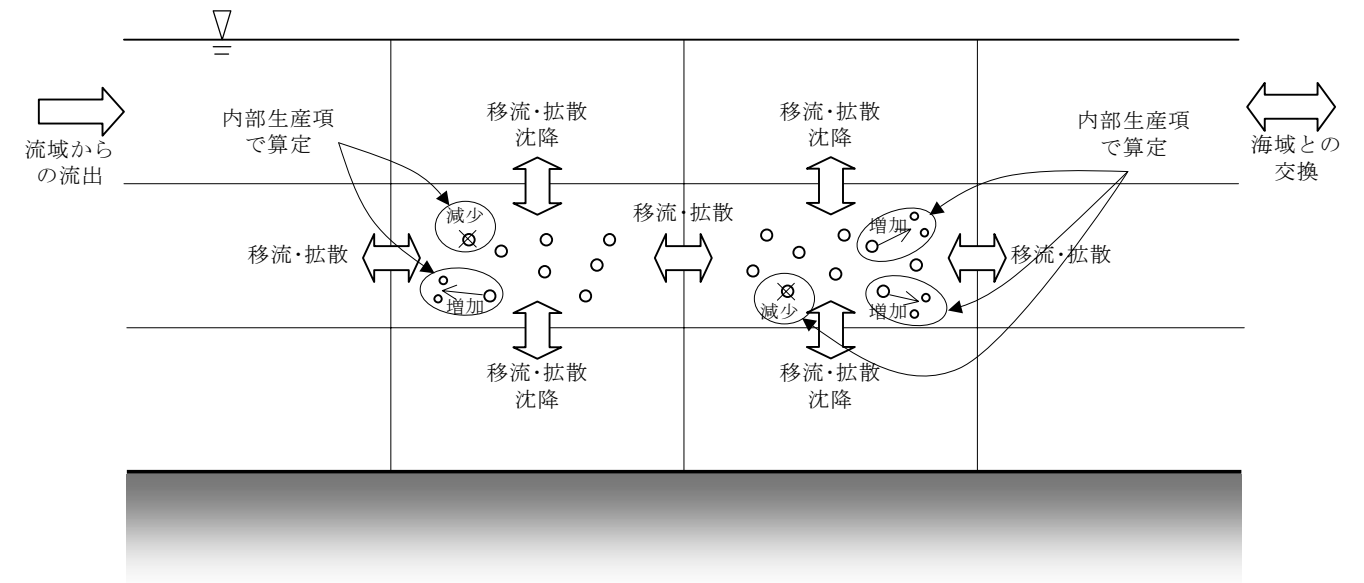 流域から
の流出
内部生産項
で算定
移流・拡散
沈降
移流・拡散
沈降
内部生産項
で算定
海域との
交換
移流・拡散
減少
増加
移流・拡散
減少
増加
増加
移流・拡散
移流・拡散
沈降
移流・拡散
沈降